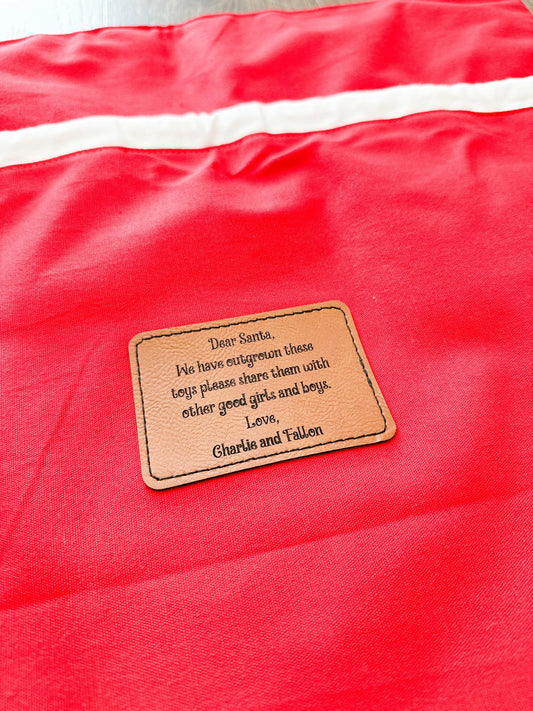 Dear Santa,
We have outgrown these
toys please share them with
other good girls and boys.
Love,
Charlie and Fallon